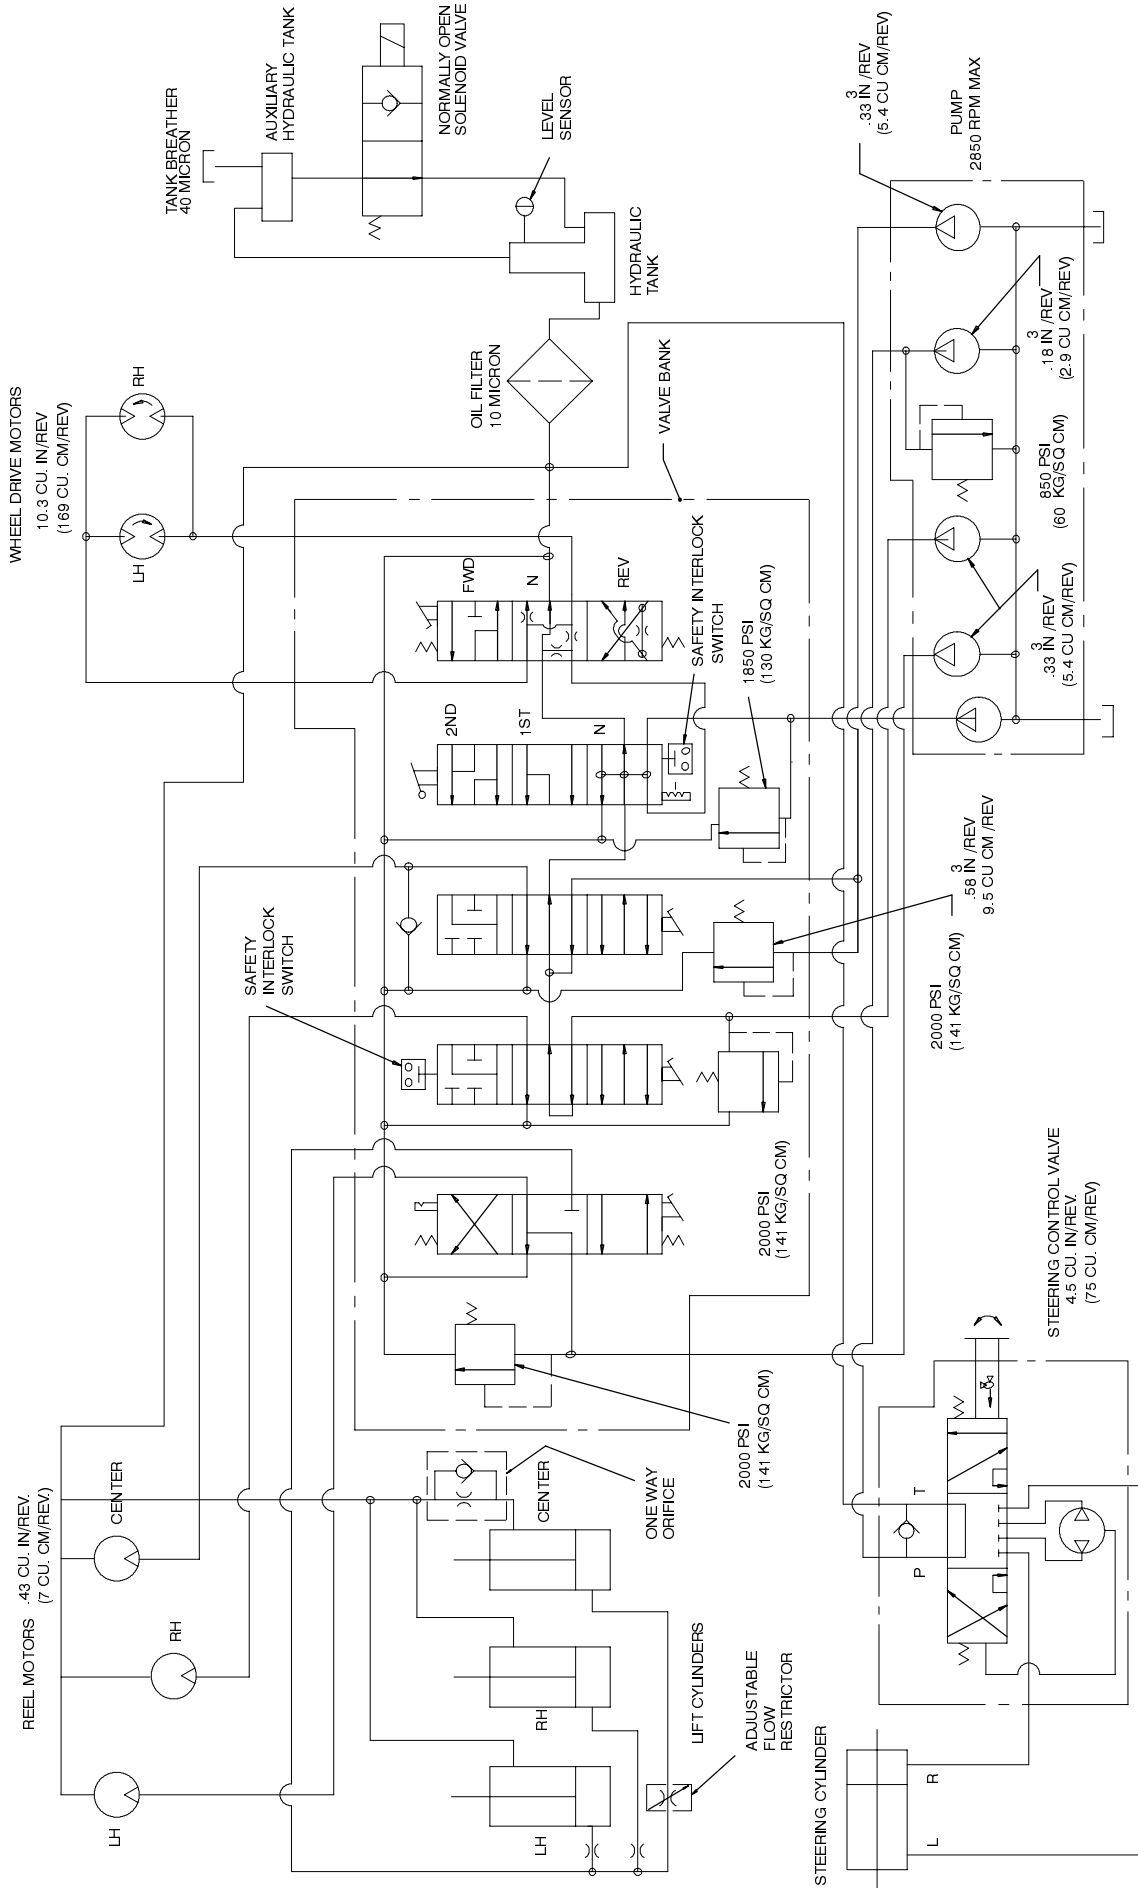 WHEEL DRIVE MOTORS
10.3 CU. IN/REV
(169 CU. CM/REV)
LH
RH
TANK BREATHER
40 MICRON
AUXILIARY
HYDRAULIC TANK
NORMALLY OPEN
SOLENOID VALVE
LEVEL
SENSOR
HYDRAULIC
TANK
OIL FILTER
10 MICRON
VALVE BANK
FWD
N
REV
SAFETY INTERLOCK
SWITCH
2ND
1ST
N
1850 PSI
(130 KG/SQ CM)
SAFETY
INTERLOCK
SWITCH
3
.33 IN /REV
(5.4 CU CM/REV)
PUMP
2850 RPM MAX
3
.18 IN /REV
(2.9 CU CM/REV)
850 PSI
(60 KG/SQ CM)
3
.33 IN /REV
(5.4 CU CM/REV)
3
.58 IN /REV
9.5 CU CM /REV
2000 PSI
(141 KG/SQ CM)
2000 PSI
(141 KG/SQ CM)
2000 PSI
(141 KG/SQ CM)
REEL MOTORS .43 CU. IN/REV.
(7 CU. CM/REV.)
CENTER
RH
LH
CENTER
ONE WAY
ORIFICE
RH
LH
LIFT CYLINDERS
ADJUSTABLE
FLOW
RESTRICTOR
STEERING CONTROL VALVE
4.5 CU. IN/REV.
(75 CU. CM/REV)
P
T
STEERING CYLINDER
L
R